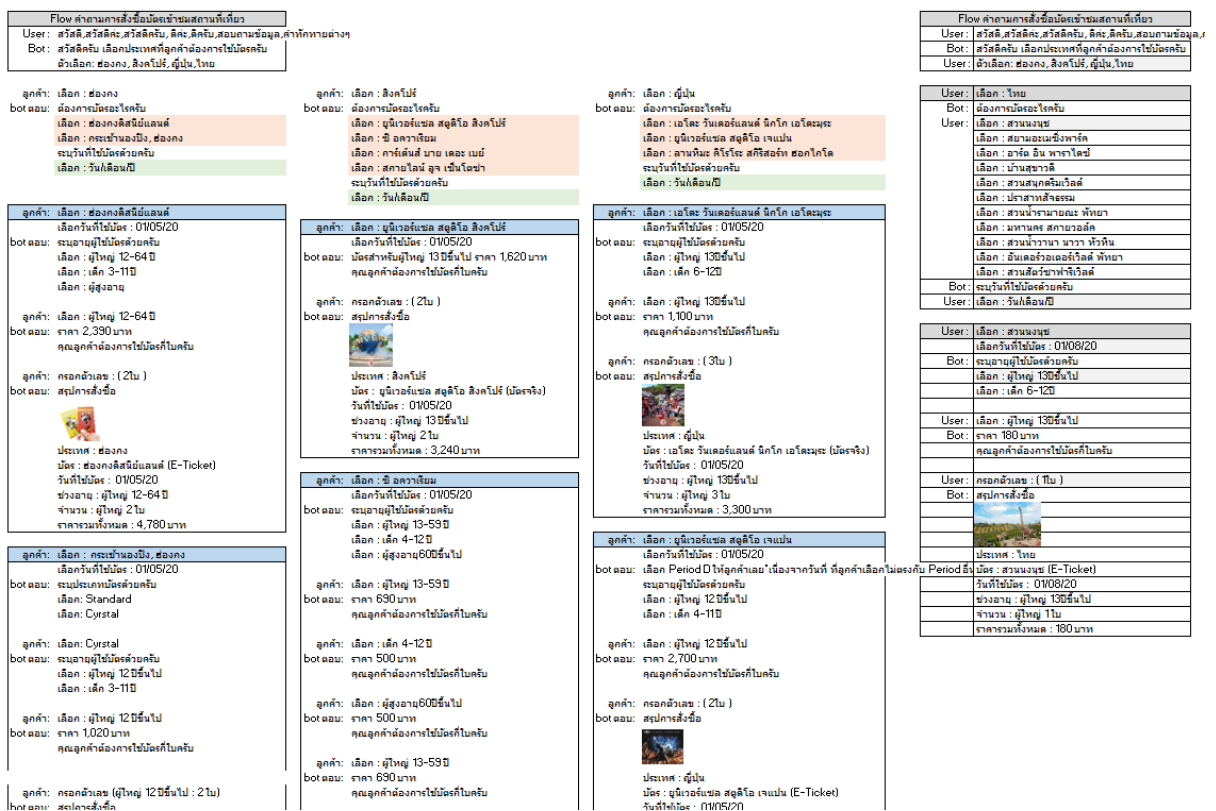 Flow คำถามการสั่งซื้อบัตรเข้าชมสถานที่เที่ยว
User : สวัสดี,สวัสดีค่ะ,สวัสดีครับ, ดีค่ะ,ดีครับ,สอบถามข้อมูล,คำทักทายต่างๆ
Bot : สวัสดีครับ เลือกประเทศที่ลูกค้าต้องการใช้บัตรครับ
ตัวเลือก: ฮ่องกง, สิงคโปร์, ญี่ปุ่น,ไทย
ลูกค้า: เลือก : ฮ่องกง
bot ตอบ: ต้องการบัตรอะไรครับ
เลือก : ฮ่องกงดิสนีย์แลนด์
เลือก : กระเช้านองปิง, ฮ่องกง
ระบุวันที่ใช้บัตรด้วยครับ
เลือก : วัน/เดือน/ปี
ลูกค้า: เลือก : ฮ่องกงดิสนีย์แลนด์
เลือกวันที่ใช้บัตร : 01/05/20
bot ตอบ: ระบุอายุผู้ใช้บัตรด้วยครับ
เลือก : ผู้ใหญ่ 12-64 ปี
เลือก : เด็ก 3-11ปี
เลือก : ผู้สูงอายุ
ลูกค้า: เลือก : ผู้ใหญ่ 12-64 ปี
bot ตอบ: ราคา 2,390 บาท
คุณลูกค้าต้องการใช้บัตรกี่ใบครับ
ลูกค้า: กรอกตัวเลข : ( 2ใบ )
bot ตอบ: สรุปการสั่งซื้อ
ประเทศ : ฮ่องกง
บัตร : ฮ่องกงดิสนีย์แลนด์ (E-Ticket)
วันที่ใช้บัตร : 01/05/20
ช่วงอายุ : ผู้ใหญ่ 12-64 ปี
จำนวน : ผู้ใหญ่ 2 ใบ
ราคารวมทั้งหมด : 4,780 บาท
ลูกค้า: เลือก : กระเช้านองปิง, ฮ่องกง
เลือกวันที่ใช้บัตร : 01/05/20
bot ตอบ: ระบุประเภทบัตรด้วยครับ
เลือก: Standard
เลือก: Cyrstal
ลูกค้า: เลือก: Cyrstal
bot ตอบ: ระบุอายุผู้ใช้บัตรด้วยครับ
เลือก : ผู้ใหญ่ 12 ปีขึ้นไป
เลือก : เด็ก 3-11ปี
ลูกค้า: เลือก : ผู้ใหญ่ 12 ปีขึ้นไป
bot ตอบ: ราคา 1,020 บาท
คุณลูกค้าต้องการใช้บัตรกี่ใบครับ
ลูกค้า: กรอกตัวเลข (ผู้ใหญ่ 12 ปีขึ้นไป : 2 ใบ)
bot ตอบ: สรุปการสั่งซื้อ
ลูกค้า: เลือก : สิงคโปร์
bot ตอบ: ต้องการบัตรอะไรครับ
เลือก : ยูนิเวอร์แซล สตูดิโอ สิงคโปร์
เลือก : ซี อควาเรียม
เลือก : การ์เด้นส์ บาย เดอะ เบย์
เลือก : สกายไลน์ ลูจ เซ็นโตซ่า
ระบุวันที่ใช้บัตรด้วยครับ
เลือก : วัน/เดือน/ปี
ลูกค้า: เลือก : ยูนิเวอร์แซล สตูดิโอ สิงคโปร์
เลือกวันที่ใช้บัตร : 01/05/20
bot ตอบ: บัตรสำหรับผู้ใหญ่ 13 ปีขึ้นไป ราคา 1,620 บาท
คุณลูกค้าต้องการใช้บัตรกี่ใบครับ
ลูกค้า: กรอกตัวเลข : ( 2ใบ )
bot ตอบ: สรุปการสั่งซื้อ
ประเทศ : สิงคโปร์
บัตร : ยูนิเวอร์แซล สตูดิโอ สิงคโปร์ (บัตรจริง)
วันที่ใช้บัตร : 01/05/20
ช่วงอายุ : ผู้ใหญ่ 13 ปีขึ้นไป
จำนวน : ผู้ใหญ่ 2 ใบ
ราคารวมทั้งหมด : 3,240 บาท
ลูกค้า: เลือก : ซี อควาเรียม
เลือกวันที่ใช้บัตร : 01/05/20
bot ตอบ: ระบุอายุผู้ใช้บัตรด้วยครับ
เลือก : ผู้ใหญ่ 13-59 ปี
เลือก : เด็ก 4-12 ปี
เลือก : ผู้สูงอายุ60ปีขึ้นไป
ลูกค้า: เลือก : ผู้ใหญ่ 13-59 ปี
bot ตอบ: ราคา 690 บาท
คุณลูกค้าต้องการใช้บัตรกี่ใบครับ
ลูกค้า: เลือก : เด็ก 4-12 ปี
bot ตอบ: ราคา 500 บาท
คุณลูกค้าต้องการใช้บัตรกี่ใบครับ
ลูกค้า: เลือก : ผู้สูงอายุ60ปีขึ้นไป
bot ตอบ: ราคา 500 บาท
คุณลูกค้าต้องการใช้บัตรกี่ใบครับ
ลูกค้า: เลือก : ผู้ใหญ่ 13-59 ปี
bot ตอบ: ราคา 690 บาท
คุณลูกค้าต้องการใช้บัตรกี่ใบครับ
ลูกค้า: เลือก : ญี่ปุ่น
bot ตอบ: ต้องการบัตรอะไรครับ
เลือก : เอโดะ วันเดอร์แลนด์ นิกโก เอโดะมุระ
เลือก : ยูนิเวอร์แซล สตูดิโอ เจแปน
เลือก : ลานหิมะ คิโรโระ สกีรีสอร์ท ฮอกไกโด
ระบุวันที่ใช้บัตรด้วยครับ
เลือก : วัน/เดือน/ปี
ลูกค้า: เลือก : เอโดะ วันเดอร์แลนด์ นิกโก เอโดะมุระ
เลือกวันที่ใช้บัตร : 01/05/20
bot ตอบ: ระบุอายุผู้ใช้บัตรด้วยครับ
เลือก : ผู้ใหญ่ 13ปีขึ้นไป
เลือก : เด็ก 6-12ปี
ลูกค้า: เลือก : ผู้ใหญ่ 13ปีขึ้นไป
bot ตอบ: ราคา 1,100 บาท
คุณลูกค้าต้องการใช้บัตรกี่ใบครับ
ลูกค้า: กรอกตัวเลข : ( 3ใบ )
bot ตอบ: สรุปการสั่งซื้อ
ประเทศ : ญี่ปุ่น
บัตร : เอโดะ วันเดอร์แลนด์ นิกโก เอโดะมุระ (บัตรจริง)
วันที่ใช้บัตร : 01/05/20
ช่วงอายุ : ผู้ใหญ่ 13ปีขึ้นไป
จำนวน : ผู้ใหญ่ 3 ใบ
ราคารวมทั้งหมด : 3,300 บาท
ลูกค้า: เลือก : ยูนิเวอร์แซล สตูดิโอ เจแปน
เลือกวันที่ใช้บัตร : 01/05/20
bot ตอบ: เลือก Period D ให้ลูกค้าเลย"เนื่องจากวันที่ ที่ลูกค้าเลือกไม่ตรงกับ Period อื่น
ระบุอายุผู้ใช้บัตรด้วยครับ
เลือก : ผู้ใหญ่ 12 ปีขึ้นไป
เลือก : เด็ก 4-11ปี
ลูกค้า: เลือก : ผู้ใหญ่ 12 ปีขึ้นไป
bot ตอบ: ราคา 2,700 บาท
คุณลูกค้าต้องการใช้บัตรกี่ใบครับ
ลูกค้า: กรอกตัวเลข : ( 2ใบ )
bot ตอบ: สรุปการสั่งซื้อ
ประเทศ : ญี่ปุ่น
บัตร : ยูนิเวอร์แซล สตูดิโอ เจแปน (E-Ticket)
วันที่ใช้บัตร : 01/05/20
Flow คำถามการสั่งซื้อบัตรเข้าชมสถานที่เที่ยว
User : สวัสดี,สวัสดีค่ะ,สวัสดีครับ, ดีค่ะ,ดีครับ,สอบถามข้อมูล,
Bot : สวัสดีครับ เลือกประเทศที่ลูกค้าต้องการใช้บัตรครับ
User : ตัวเลือก: ฮ่องกง, สิงคโปร์, ญี่ปุ่น,ไทย
User : เลือก : ไทย
Bot : ต้องการบัตรอะไรครับ
User : เลือก : สวนนงนุช
เลือก : สยามอะเมซิ่งพาร์ค
เลือก : อาร์ต อิน พาราไดซ์
เลือก : บ้านสุขาวดี
เลือก : สวนสนุกดรีมเวิลด์
เลือก : ปราสาทสัจธรรม
เลือก : สวนน้ำรามายณะ พัทยา
เลือก : มหานคร สกายวอล์ค
เลือก : สวนน้ำวานา นาวา หัวหิน
เลือก : อันเดอร์วอเตอร์เวิลด์ พัทยา
เลือก : สวนสัตว์ซาฟารีเวิลด์
Bot : ระบุวันที่ใช้บัตรด้วยครับ
User : เลือก : วัน/เดือน/ปี
User : เลือก : สวนนงนุช
เลือกวันที่ใช้บัตร : 01/08/20
Bot : ระบุอายุผู้ใช้บัตรด้วยครับ
เลือก : ผู้ใหญ่ 13ปีขึ้นไป
เลือก : เด็ก 6-12ปี
User : เลือก : ผู้ใหญ่ 13ปีขึ้นไป
Bot : ราคา 180 บาท
คุณลูกค้าต้องการใช้บัตรกี่ใบครับ
User : กรอกตัวเลข : ( 1ใบ )
Bot : สรุปการสั่งซื้อ
ประเทศ : ไทย
บัตร : สวนนงนุช (E-Ticket)
วันที่ใช้บัตร : 01/08/20
ช่วงอายุ : ผู้ใหญ่ 13ปีขึ้นไป
จำนวน : ผู้ใหญ่ 1ใบ
ราคารวมทั้งหมด : 180 บาท